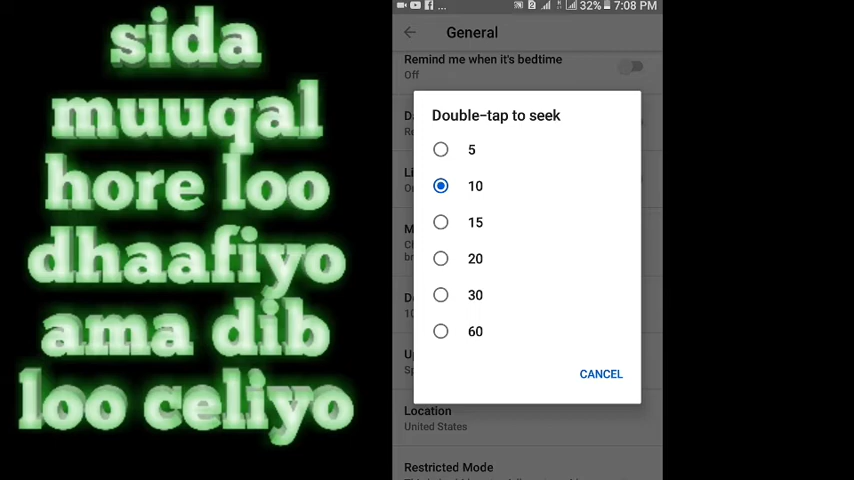 sida
muuqal
hore loo
dhaafiyo
ama dib
loo celiyo
... 32% 7:08 PM
General
Remind me when it's bedtime
Off
Double-tap to seek
5
10
15
20
30
60
CANCEL
Location
United States
Restricted Mode